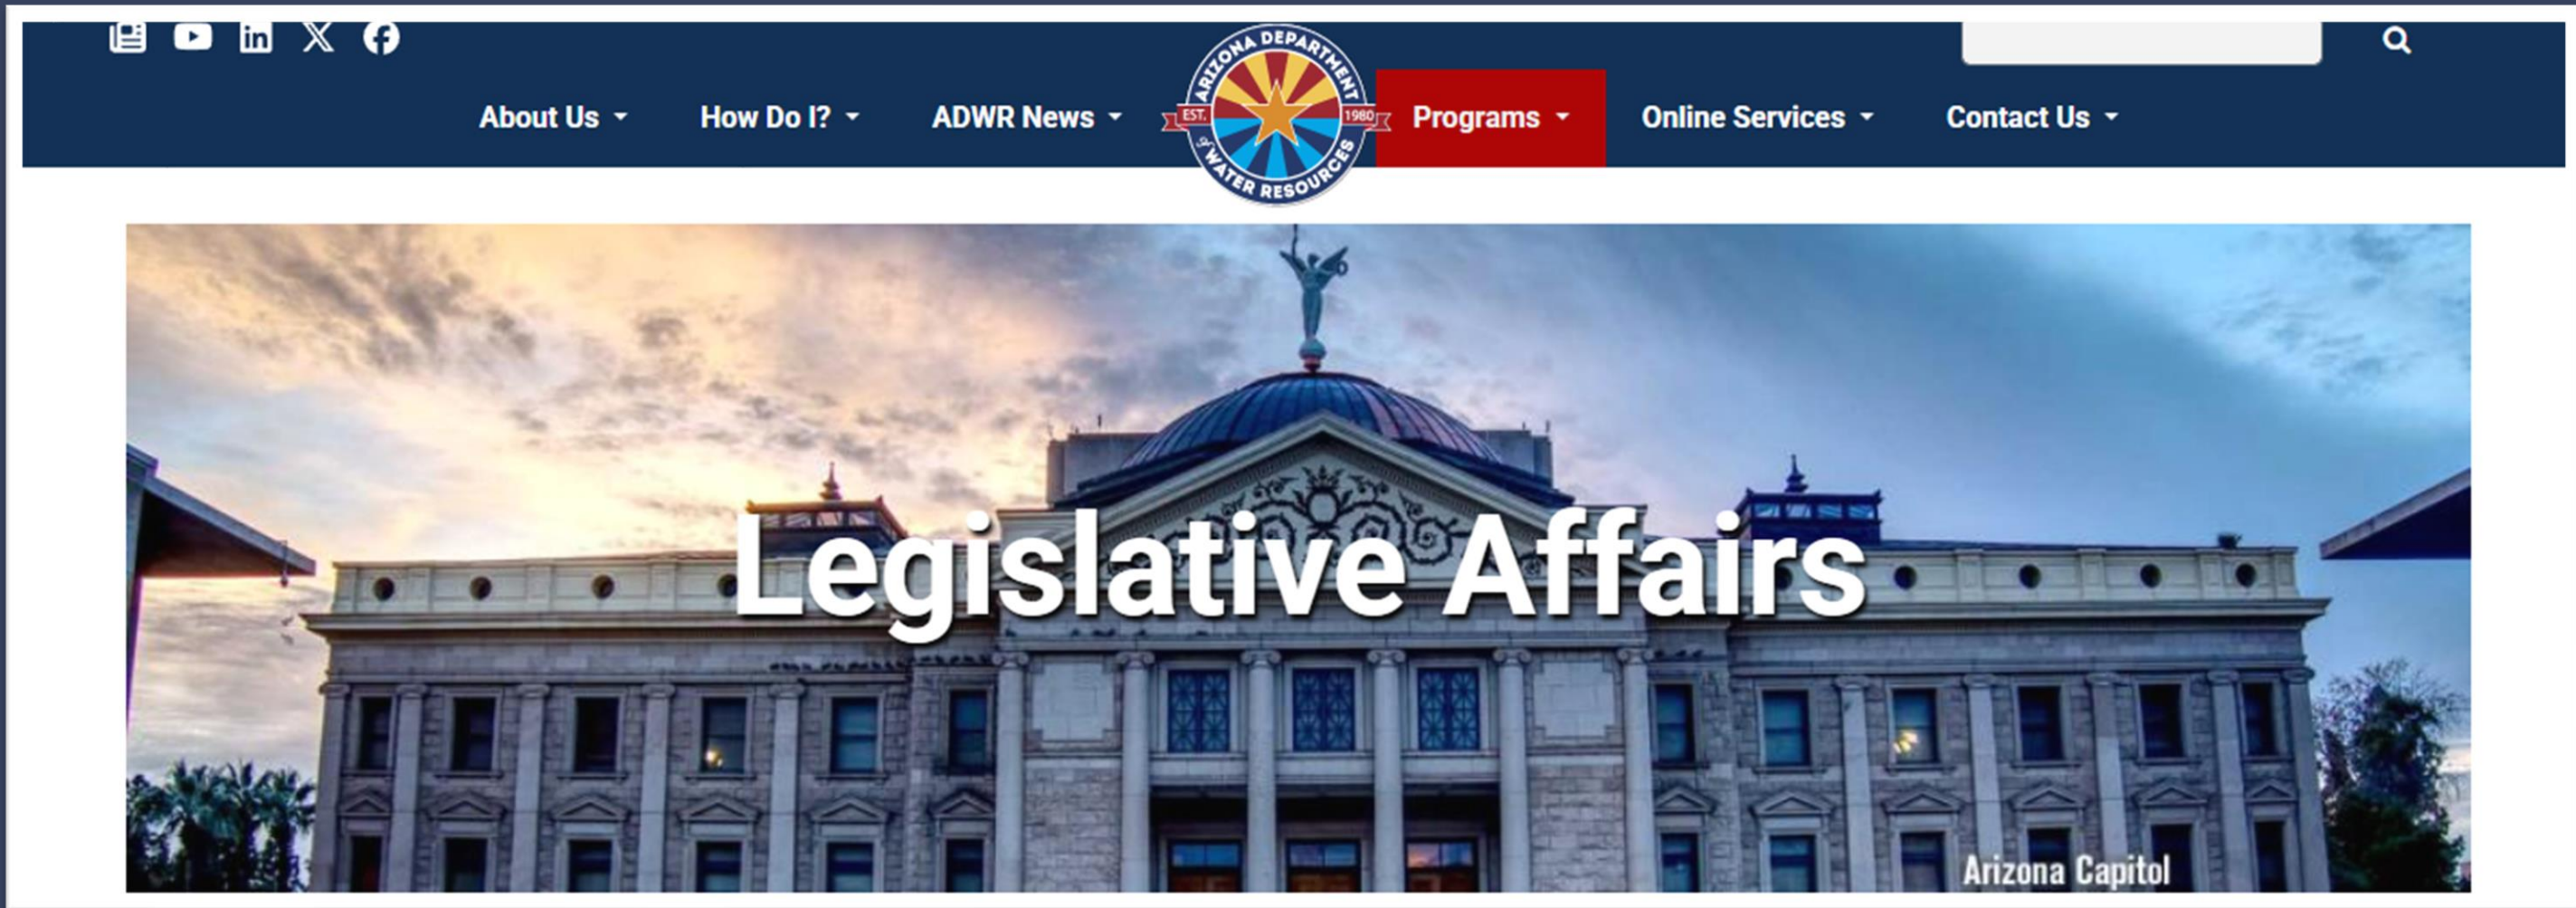 About Us
How Do I?
ADWR News
ARIZONA DEPARTMENT
EST. 1980
of WATER RESOURCES
Programs
Online Services
Contact Us
Legislative Affairs
Arizona Capitol